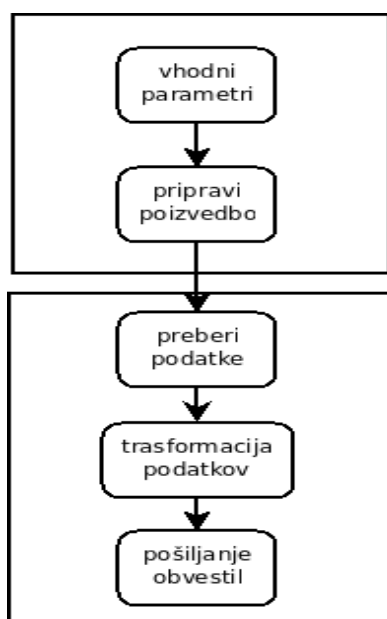 vhodni
parametri
pripravi
poizvedbo
preberi
podatke
trasformacija
podatkov
pošiljanje
obvestil